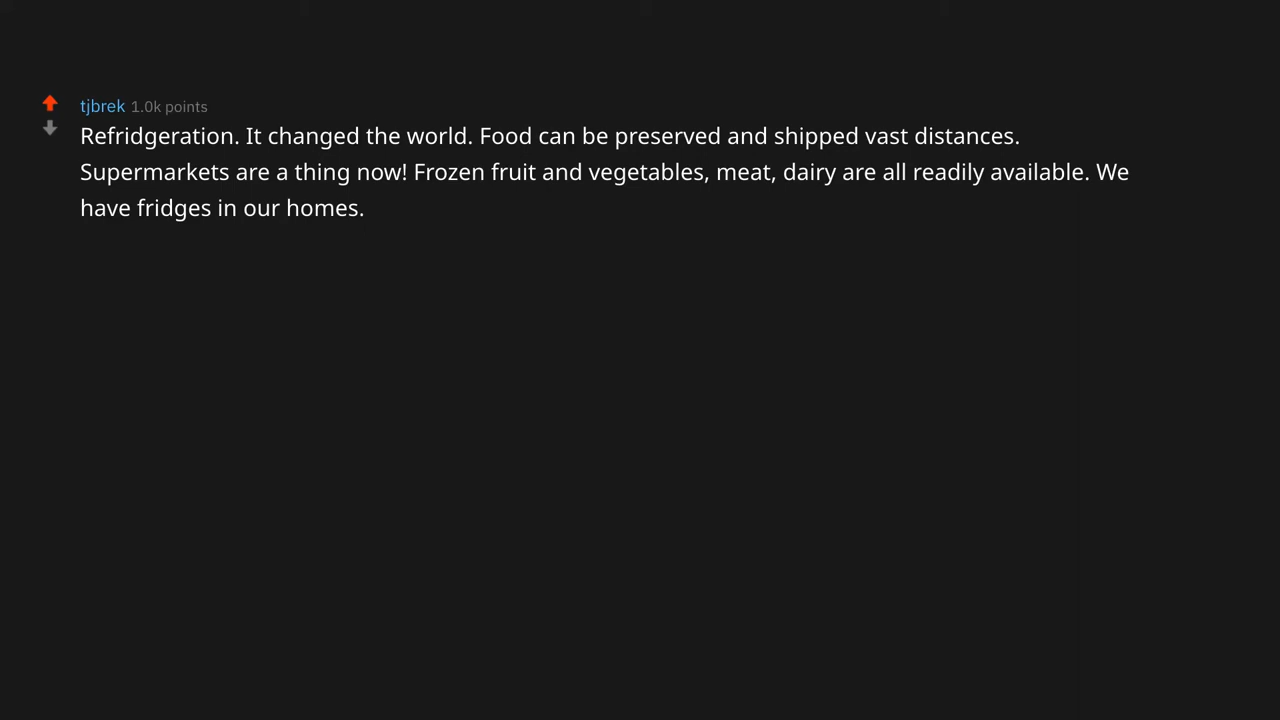 tjbrek 1.0k points
Refridgeration. It changed the world. Food can be preserved and shipped vast distances.
Supermarkets are a thing now! Frozen fruit and vegetables, meat, dairy are all readily available. We
have fridges in our homes.